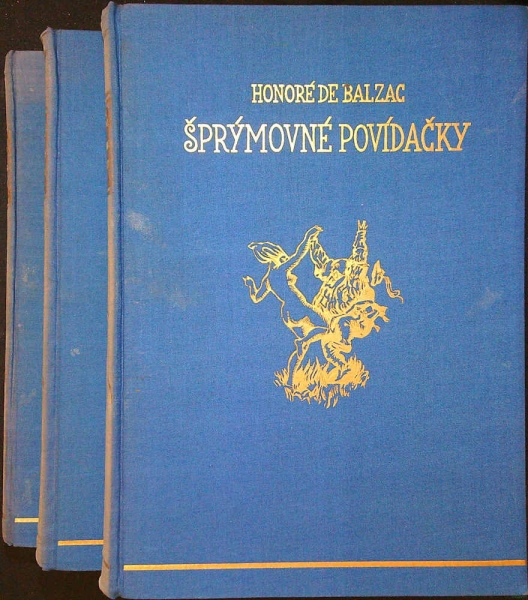 HONORÉ DE BALZAC
ŠPRÝMOVNÉ POVÍDAČKY